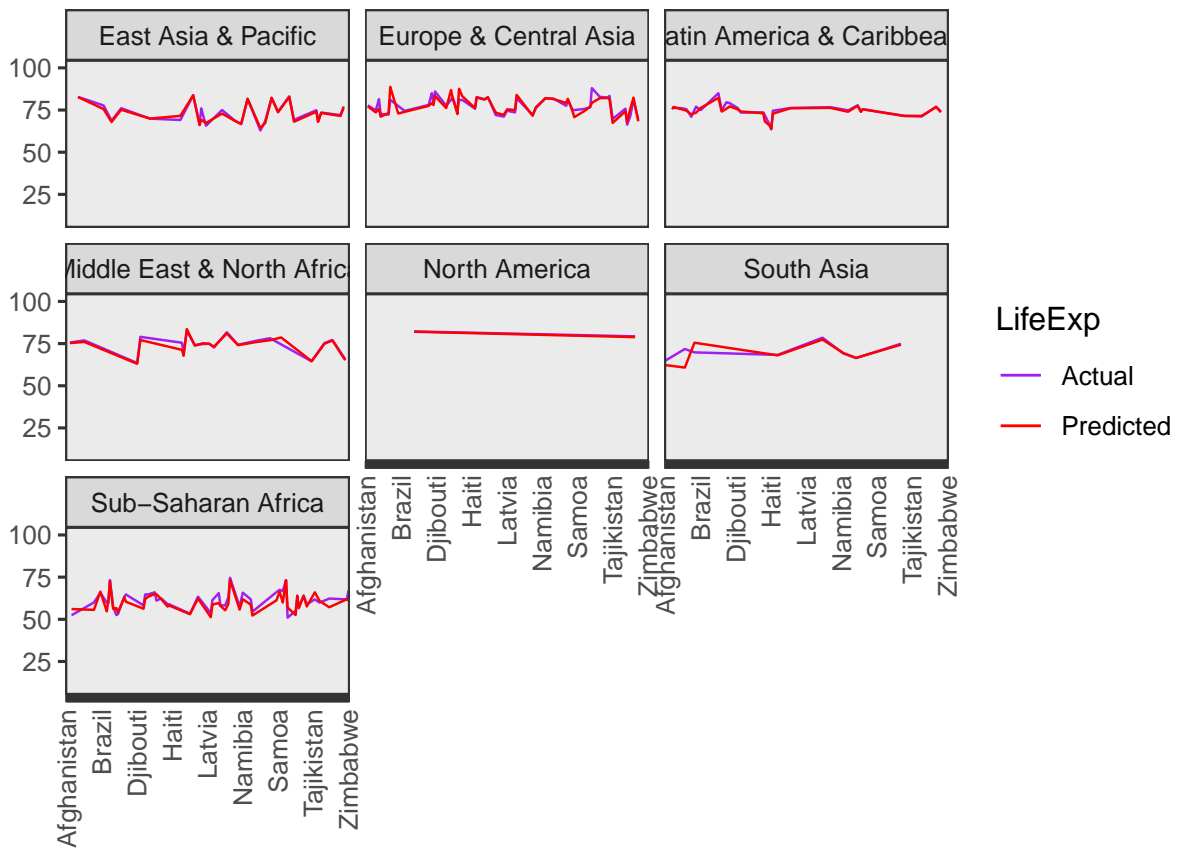 East Asia & Pacific
Europe & Central Asia
atin America & Caribbea
100
75
50
25
Middle East & North Africa
North America
South Asia
100
75
50
25
Sub−Saharan Africa
100
75
50
25
Afghanistan
Brazil
Djibouti
Haiti
Latvia
Namibia
Samoa
Tajikistan
Zimbabwe
Afghanistan
Brazil
Djibouti
Haiti
Latvia
Namibia
Samoa
Tajikistan
Zimbabwe
Afghanistan
Brazil
Djibouti
Haiti
Latvia
Namibia
Samoa
Tajikistan
Zimbabwe
LifeExp
Actual
Predicted